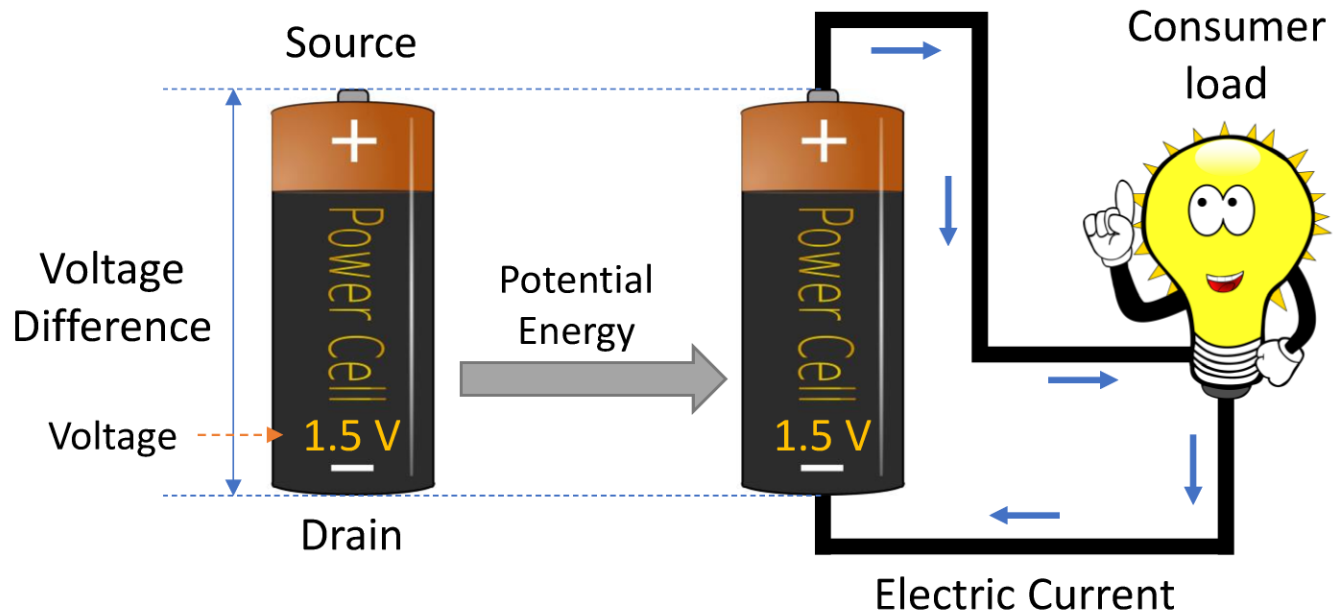 Source
+
Power Cell
1.5 V
Drain
Voltage
Difference
Voltage
Potential
Energy
+
Power Cell
1.5 V
Consumer
load
Electric Current